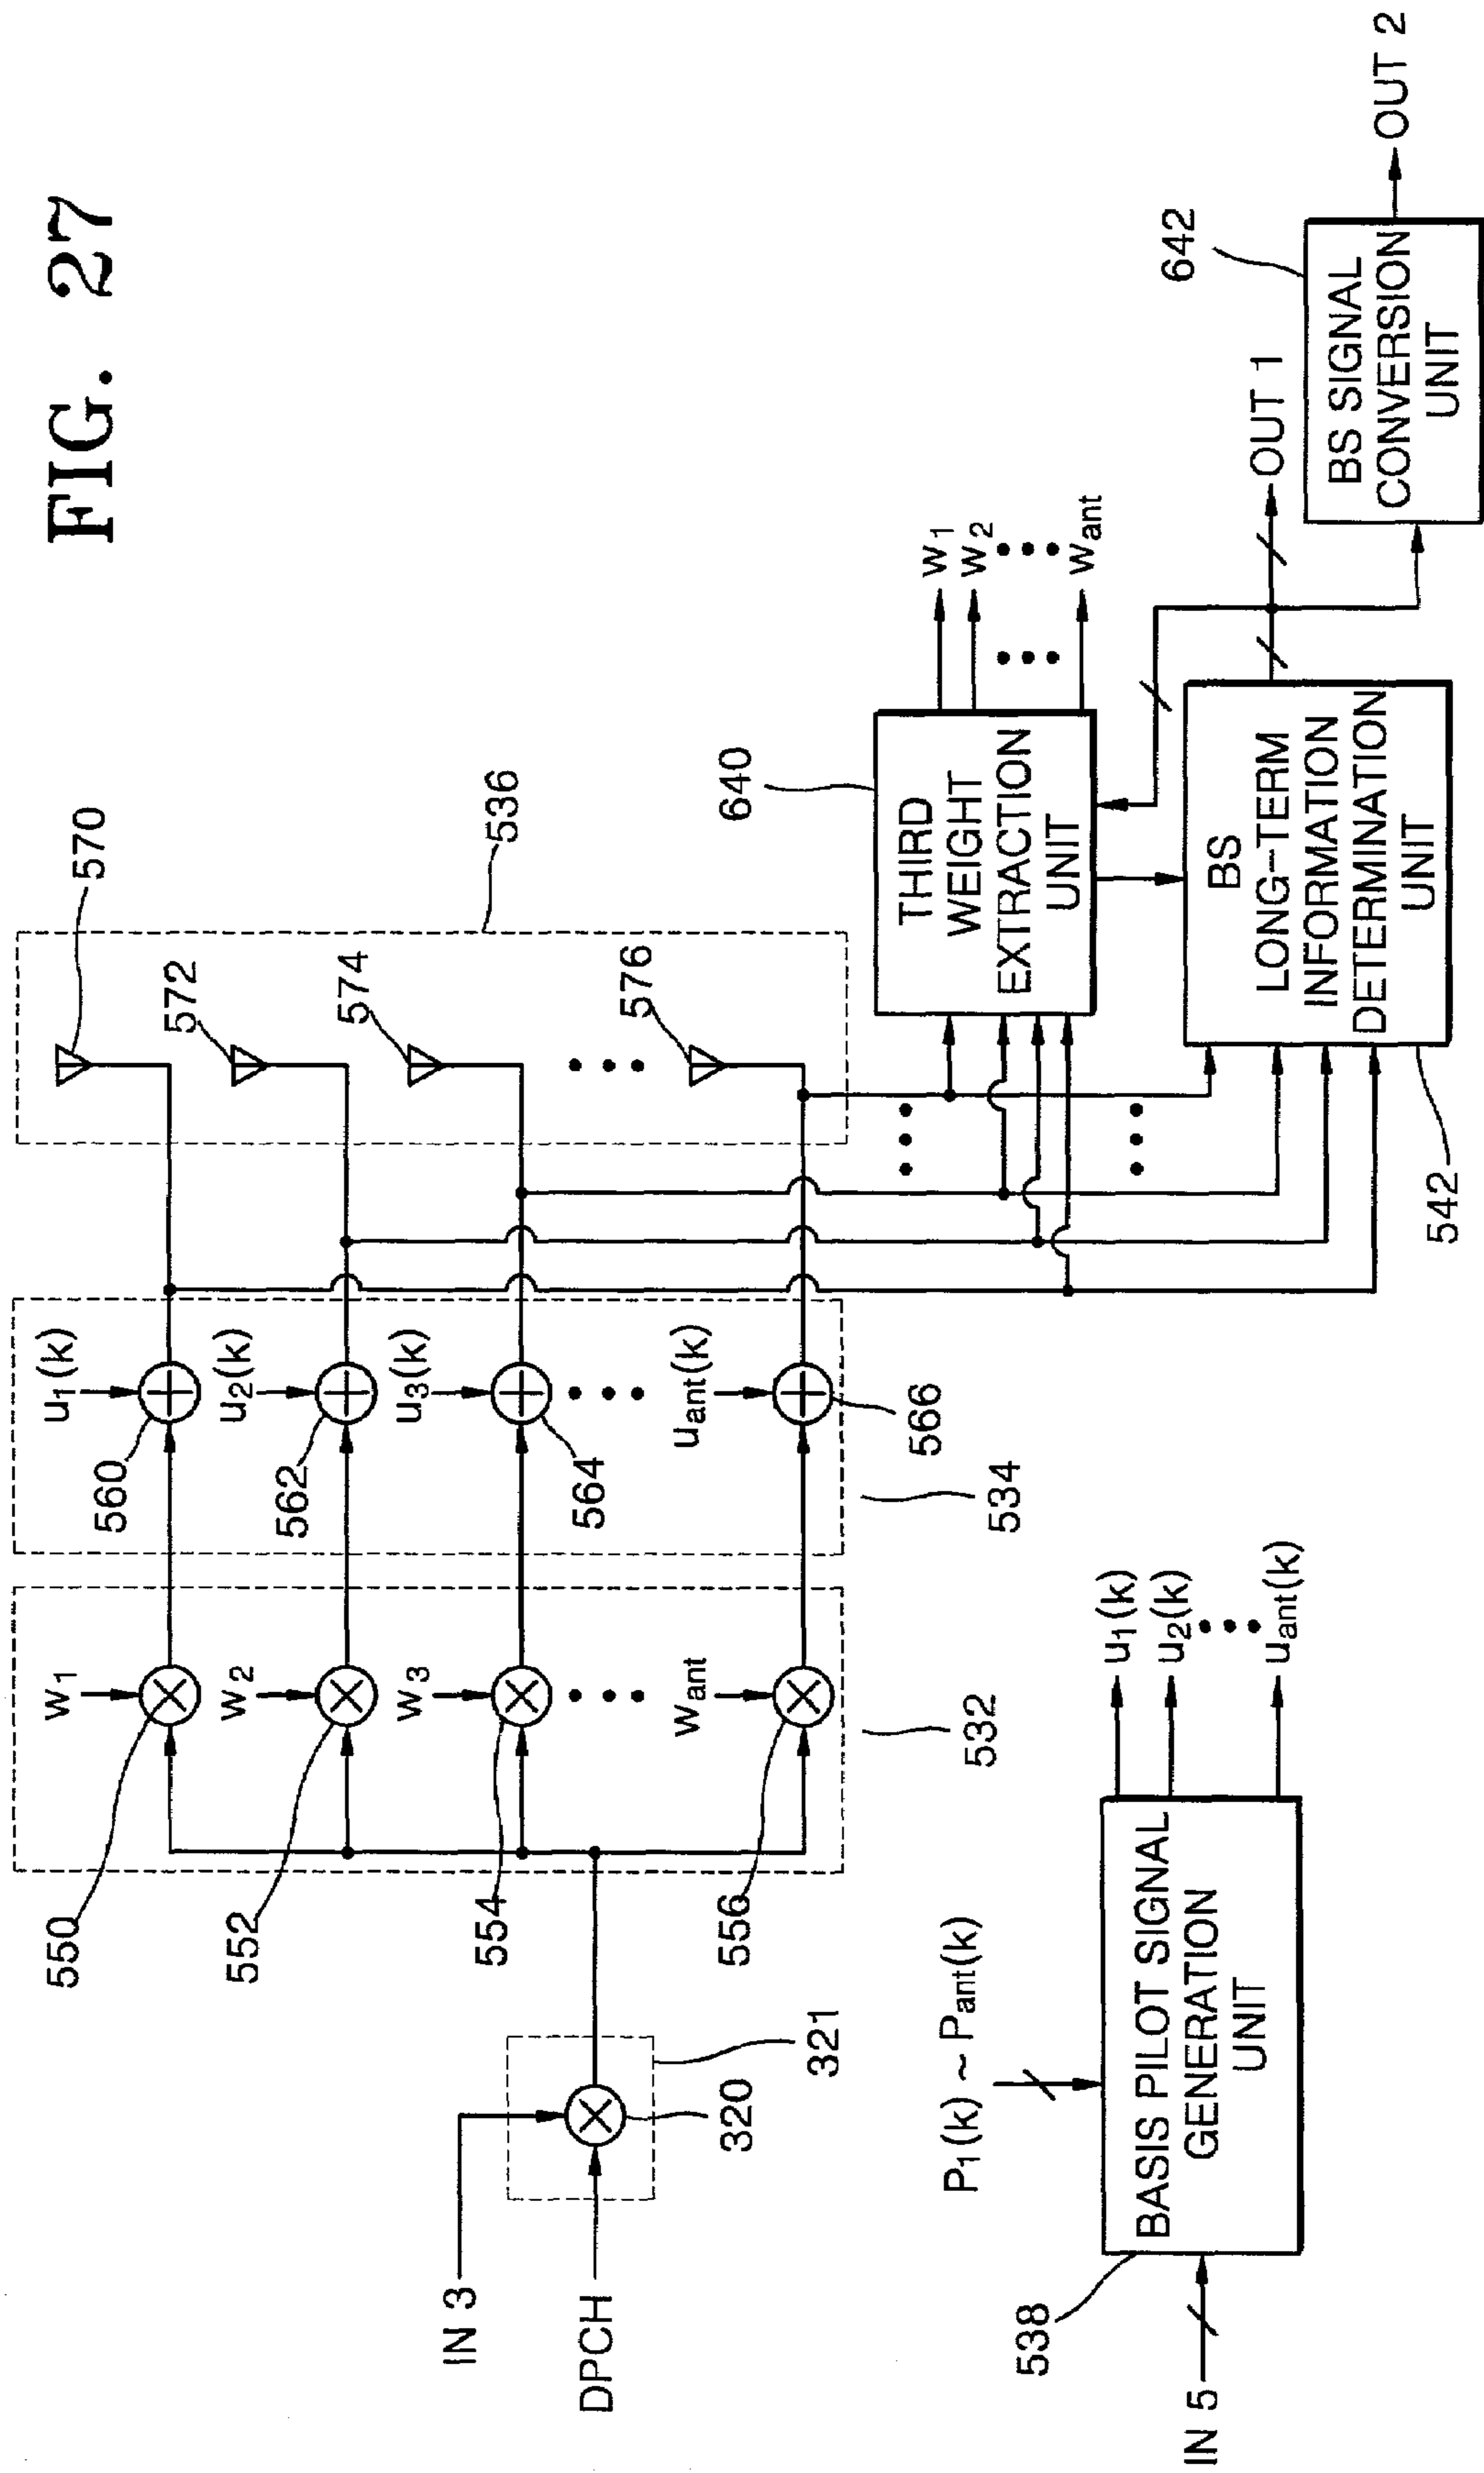 FIG. 27
570
536
572
574
576
u1(k)
u2(k)
u3(k)
uant(k)
560
562
564
566
534
w1
w2
w3
want
550
552
554
556
532
IN 3
DPCH
320
321
640
THIRD
WEIGHT
EXTRACTION
UNIT
w1
w2
want
BS
LONG-TERM
INFORMATION
DETERMINATION
UNIT
542
OUT 1
642
BS SIGNAL
CONVERSION
UNIT
OUT 2
P1(k) ~ Pant(k)
538
IN 5
BASIS PILOT SIGNAL
GENERATION
UNIT
u1(k)
u2(k)
uant(k)